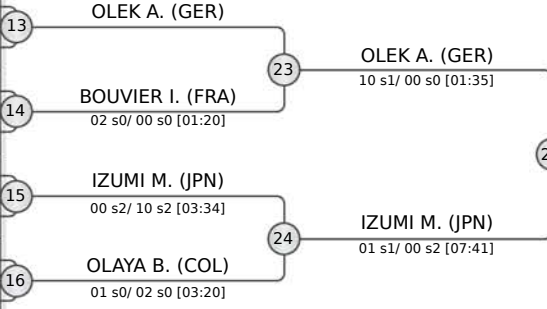 13
OLEK A. (GER)
23
OLEK A. (GER)
10 s1/ 00 s0 [01:35]
14
BOUVIER I. (FRA)
02 s0/ 00 s0 [01:20]
15
IZUMI M. (JPN)
00 s2/ 10 s2 [03:34]
24
IZUMI M. (JPN)
01 s1/ 00 s2 [07:41]
16
OLAYA B. (COL)
01 s0/ 02 s0 [03:20]